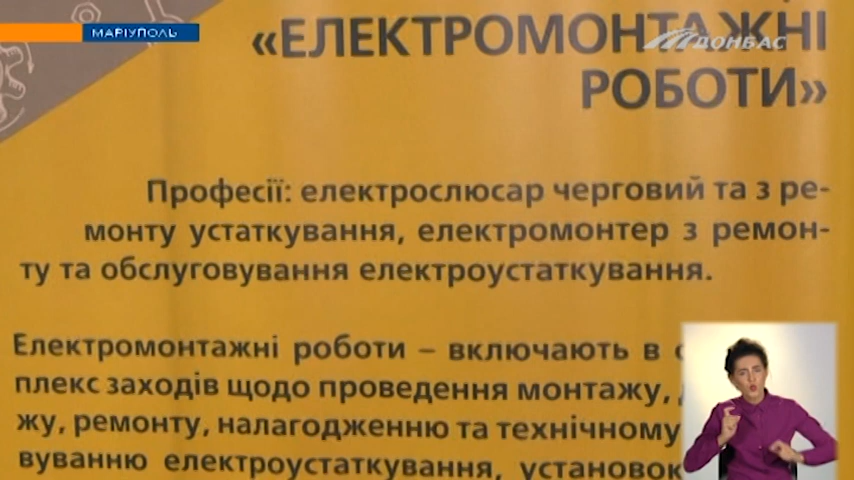 МАРІУПОЛЬ
ДОНБАС
«ЕЛЕКТРОМОНТАЖНІ
РОБОТИ»
Професії: електрослюсар черговий та з ре-
монту устаткування, електромонтер з ремон-
ту та обслуговування електроустаткування.
Електромонтажні роботи – включають в
плекс заходів щодо проведення монтажу,
жу, ремонту, налагодженню та технічному
вуванню електроустаткування, установок